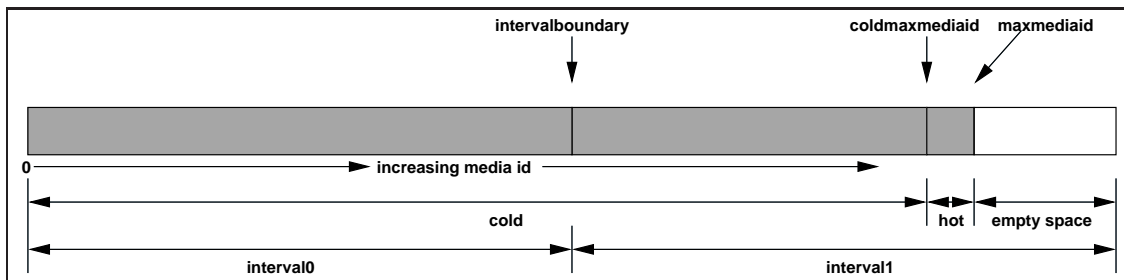 intervalboundary
coldmaxmediaid
maxmediaid
0
increasing media id
cold
hot
empty space
interval0
interval1